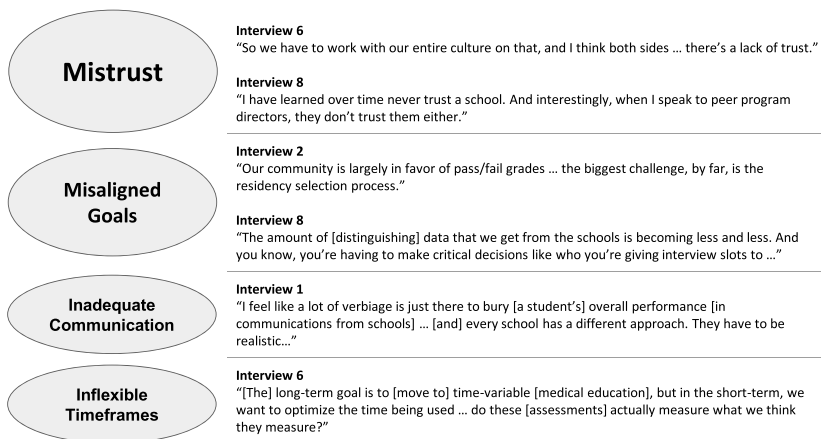 Mistrust
Interview 6
“So we have to work with our entire culture on that, and I think both sides … there’s a lack of trust.”
Interview 8
“I have learned over time never trust a school. And interestingly, when I speak to peer program
directors, they don’t trust them either.”
Misaligned
Goals
Interview 2
“Our community is largely in favor of pass/fail grades … the biggest challenge, by far, is the
residency selection process.”
Interview 8
“The amount of [distinguishing] data that we get from the schools is becoming less and less. And
you know, you’re having to make critical decisions like who you’re giving interview slots to …”
Inadequate
Communication
Interview 1
“I feel like a lot of verbiage is just there to bury [a student’s] overall performance [in
communications from schools] … [and] every school has a different approach. They have to be
realistic…”
Inflexible
Timeframes
Interview 6
“[The] long-term goal is to [move to] time-variable [medical education], but in the short-term, we
want to optimize the time being used … do these [assessments] actually measure what we think
they measure?”